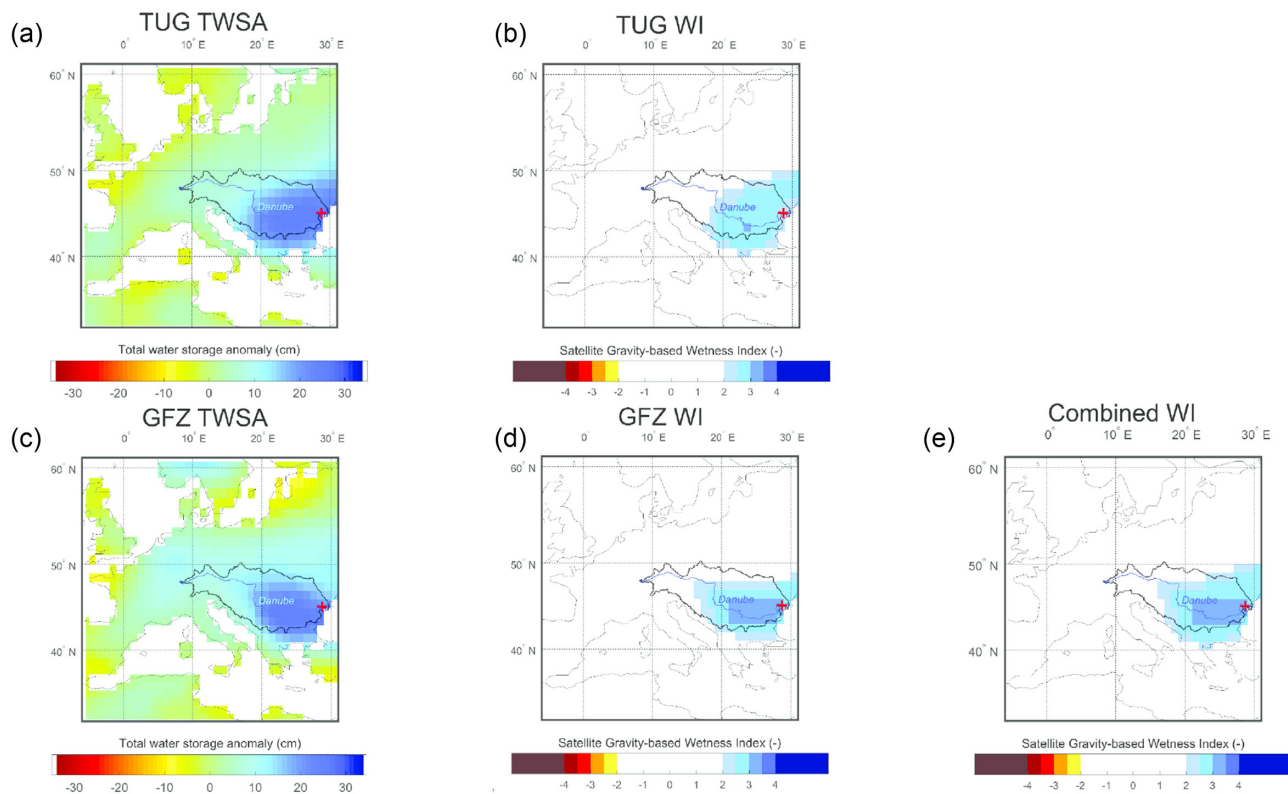 (a)
TUG TWSA
0° 10° E 20° E 30° E
60° N
50° N
40° N
Danube
Total water storage anomaly (cm)
-30 -20 -10 0 10 20 30
(b)
TUG WI
0° 10° E 20° E 30° E
60° N
50° N
40° N
Danube
Satellite Gravity-based Wetness Index (-)
-4 -3 -2 -1 0 1 2 3 4
(c)
GFZ TWSA
0° 10° E 20° E 30° E
60° N
50° N
40° N
Danube
Total water storage anomaly (cm)
-30 -20 -10 0 10 20 30
(d)
GFZ WI
0° 10° E 20° E 30° E
60° N
50° N
40° N
Danube
Satellite Gravity-based Wetness Index (-)
-4 -3 -2 -1 0 1 2 3 4
(e)
Combined WI
0° 10° E 20° E 30° E
60° N
50° N
40° N
Danube
Satellite Gravity-based Wetness Index (-)
-4 -3 -2 -1 0 1 2 3 4